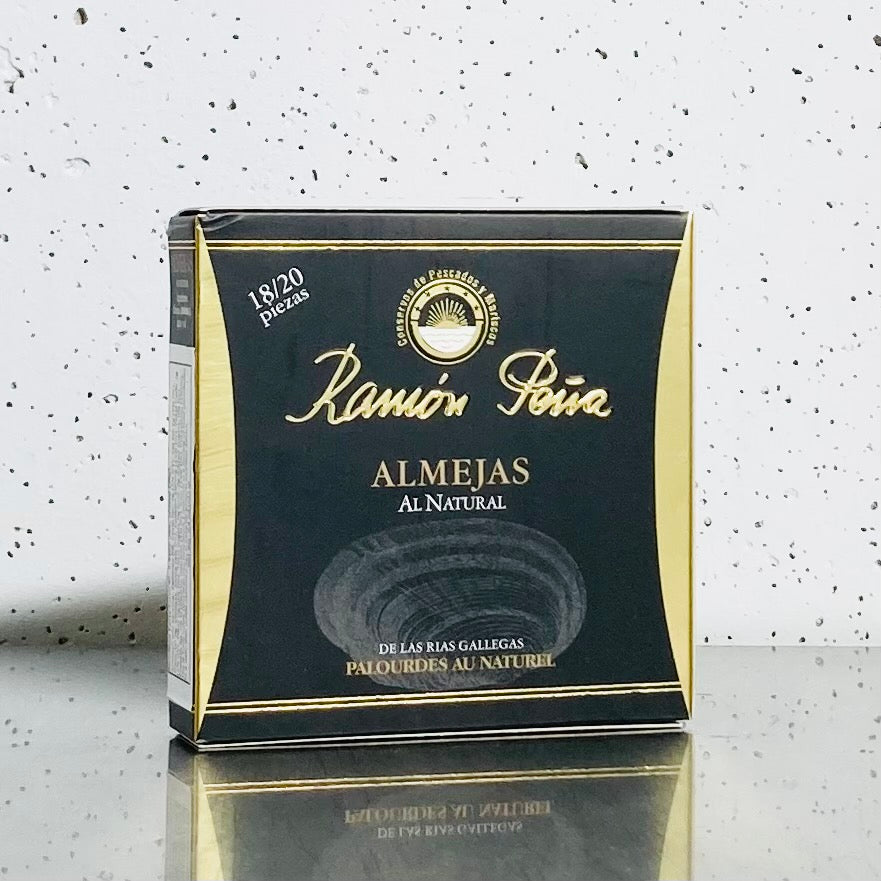 18/20
piezas
Conservas de Pescados y Mariscos
Ramón Peña
ALMEJAS
AL NATURAL
DE LAS RIAS GALLEGAS
PALOURDES AU NATUREL